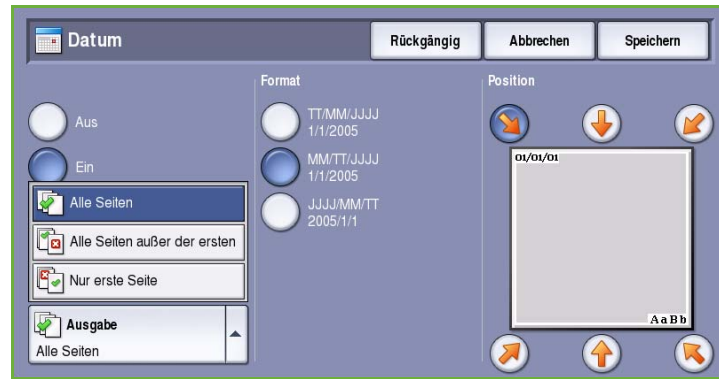 Datum
Rückgängig
Abbrechen
Speichern
Aus
Ein
Alle Seiten
Alle Seiten außer der ersten
Nur erste Seite
Ausgabe
Alle Seiten
Format
TT/MM/JJJJ
1/1/2005
MM/TT/JJJJ
1/1/2005
JJJJ/MM/TT
2005/1/1
Position
01/01/01
AaBb